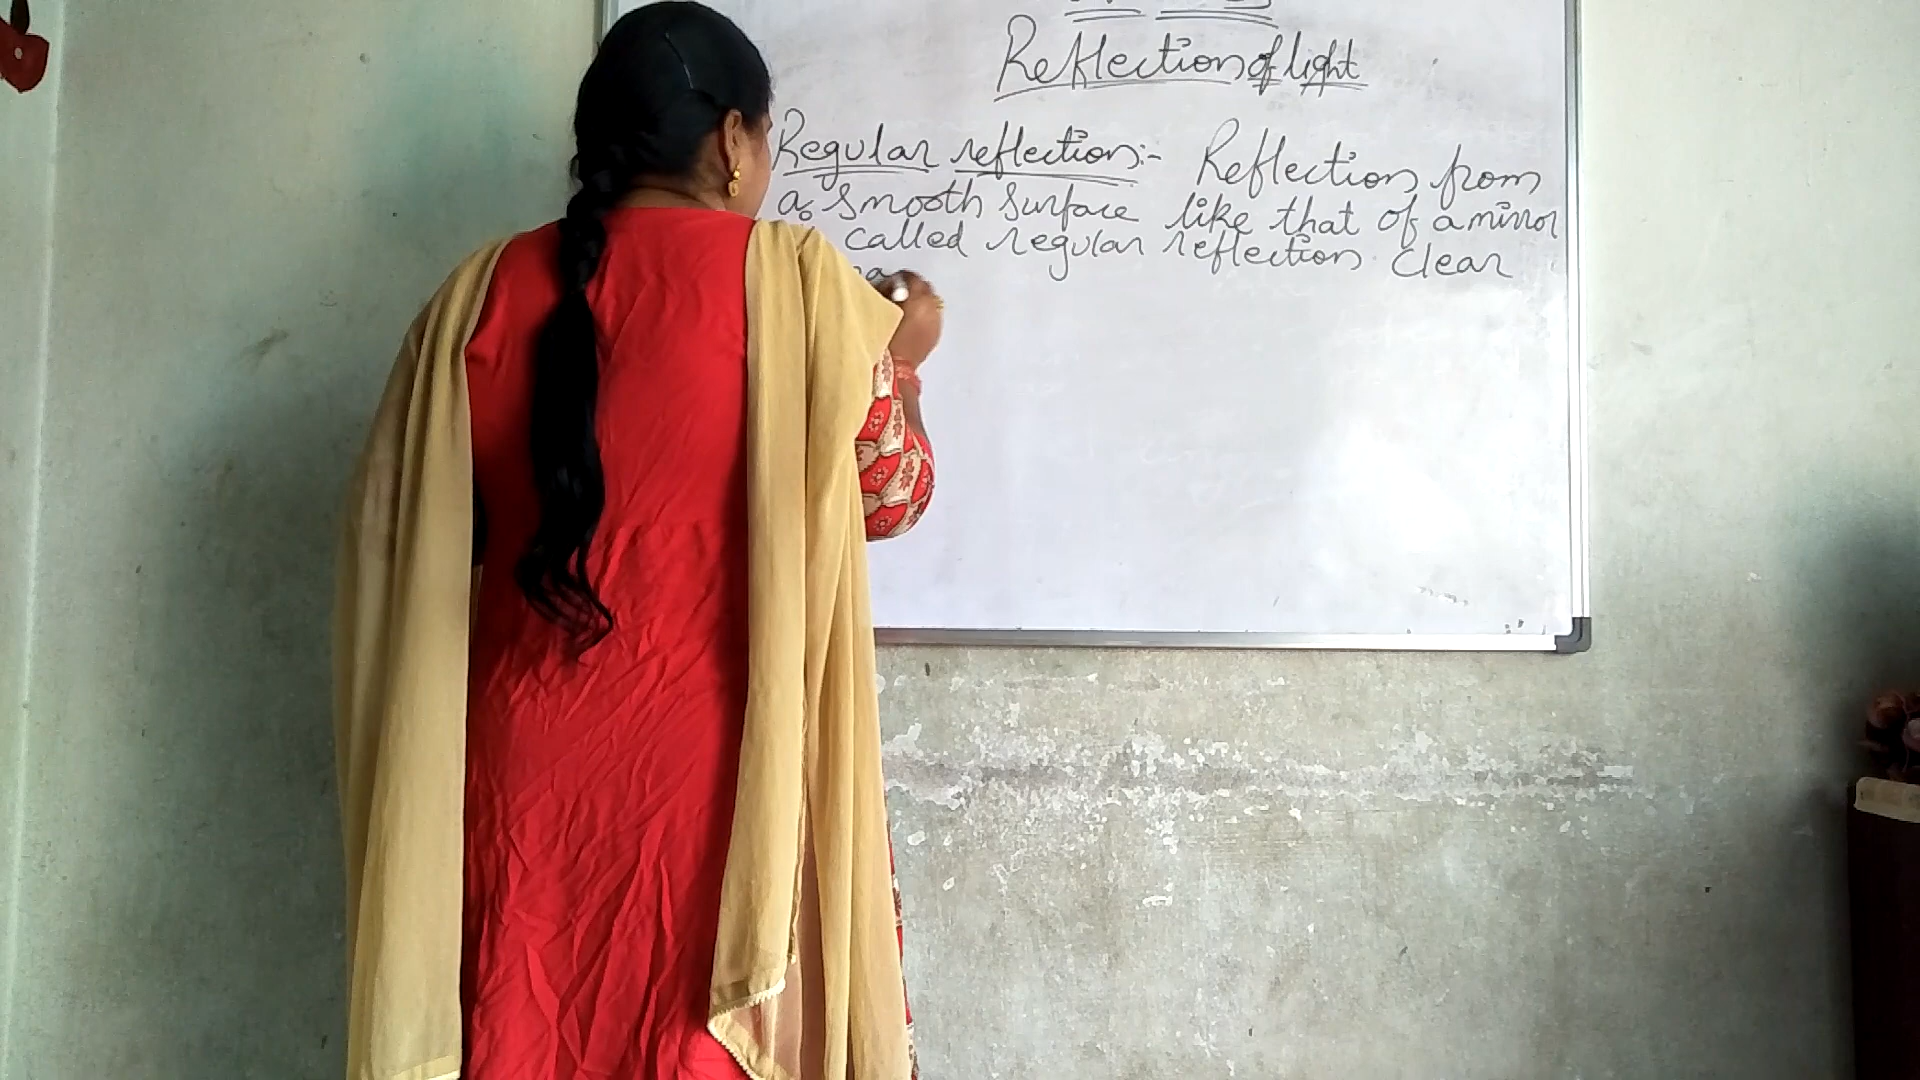 Reflection of light
Regular reflection:- Reflection from
a smooth surface like that of a mirror
called regular reflection. Clear